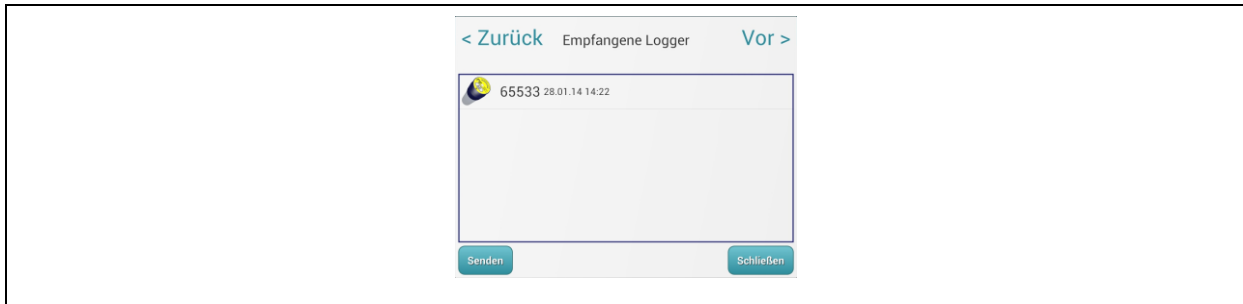 < Zurück Empfangene Logger Vor >
65533 28.01.14 14:22
Senden Schließen